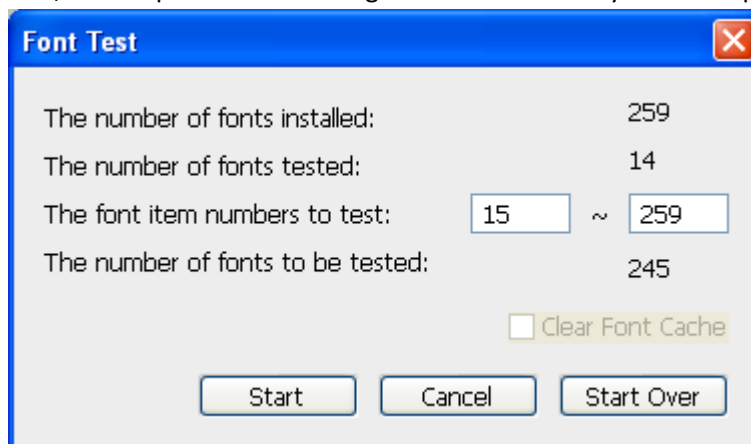 Font Test
The number of fonts installed: 259
The number of fonts tested: 14
The font item numbers to test: 15 ~ 259
The number of fonts to be tested: 245
Clear Font Cache
Start Cancel Start Over